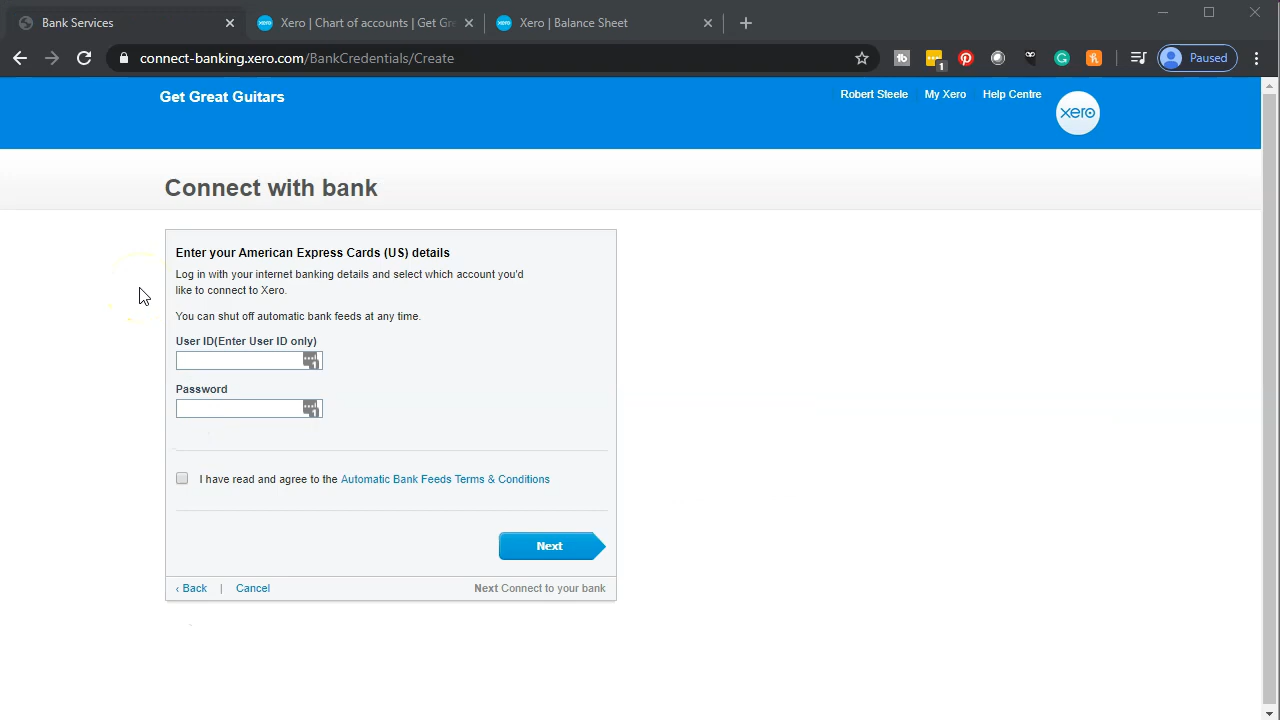 Bank Services
Xero | Chart of accounts | Get Gre
Xero | Balance Sheet
connect-banking.xero.com/BankCredentials/Create
1
Paused
Get Great Guitars
Robert Steele
My Xero
Help Centre
xero
Connect with bank
Enter your American Express Cards (US) details
Log in with your internet banking details and select which account you'd
like to connect to Xero.
You can shut off automatic bank feeds at any time.
User ID(Enter User ID only)
1
Password
1
I have read and agree to the Automatic Bank Feeds Terms & Conditions
Next
‹ Back | Cancel
Next Connect to your bank